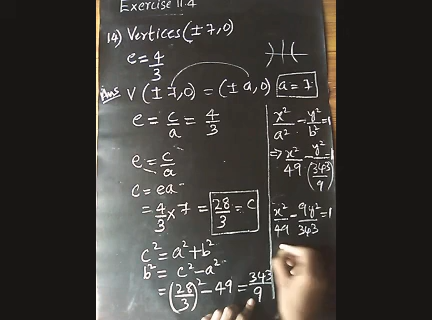 Exercise 11.4
14) Vertices (± 7, 0)
e = 4/3
Ans V (± 7, 0) = (± a, 0) a = 7
e = c/a = 4/3
e = c/a
c = ea
= 4/3 × 7 = 28/3 = c
c² = a² + b²
b² = c² - a²
= (28/3)² - 49 = 343/9
x²/a² - y²/b² = 1
⇒ x²/49 - y²/(343/9) = 1
x²/49 - 9y²/343 = 1